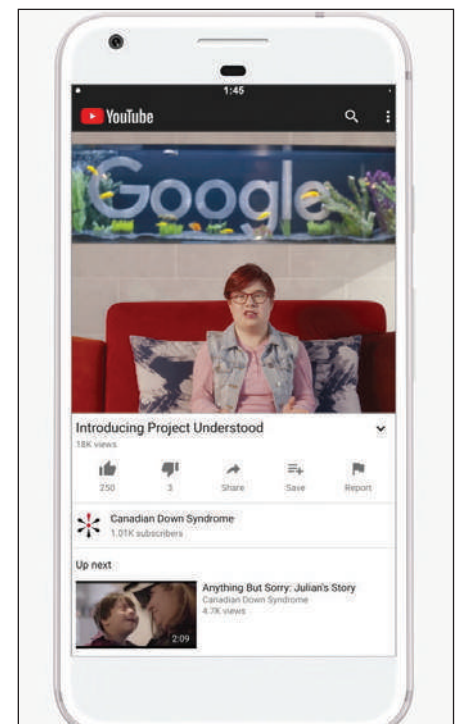 1:45
YouTube
Google
Introducing Project Understood
18K views
250
3
Share
Save
Report
Canadian Down Syndrome
1.01K subscribers
Up next
Anything But Sorry: Julian's Story
Canadian Down Syndrome
4.7K views
2:09